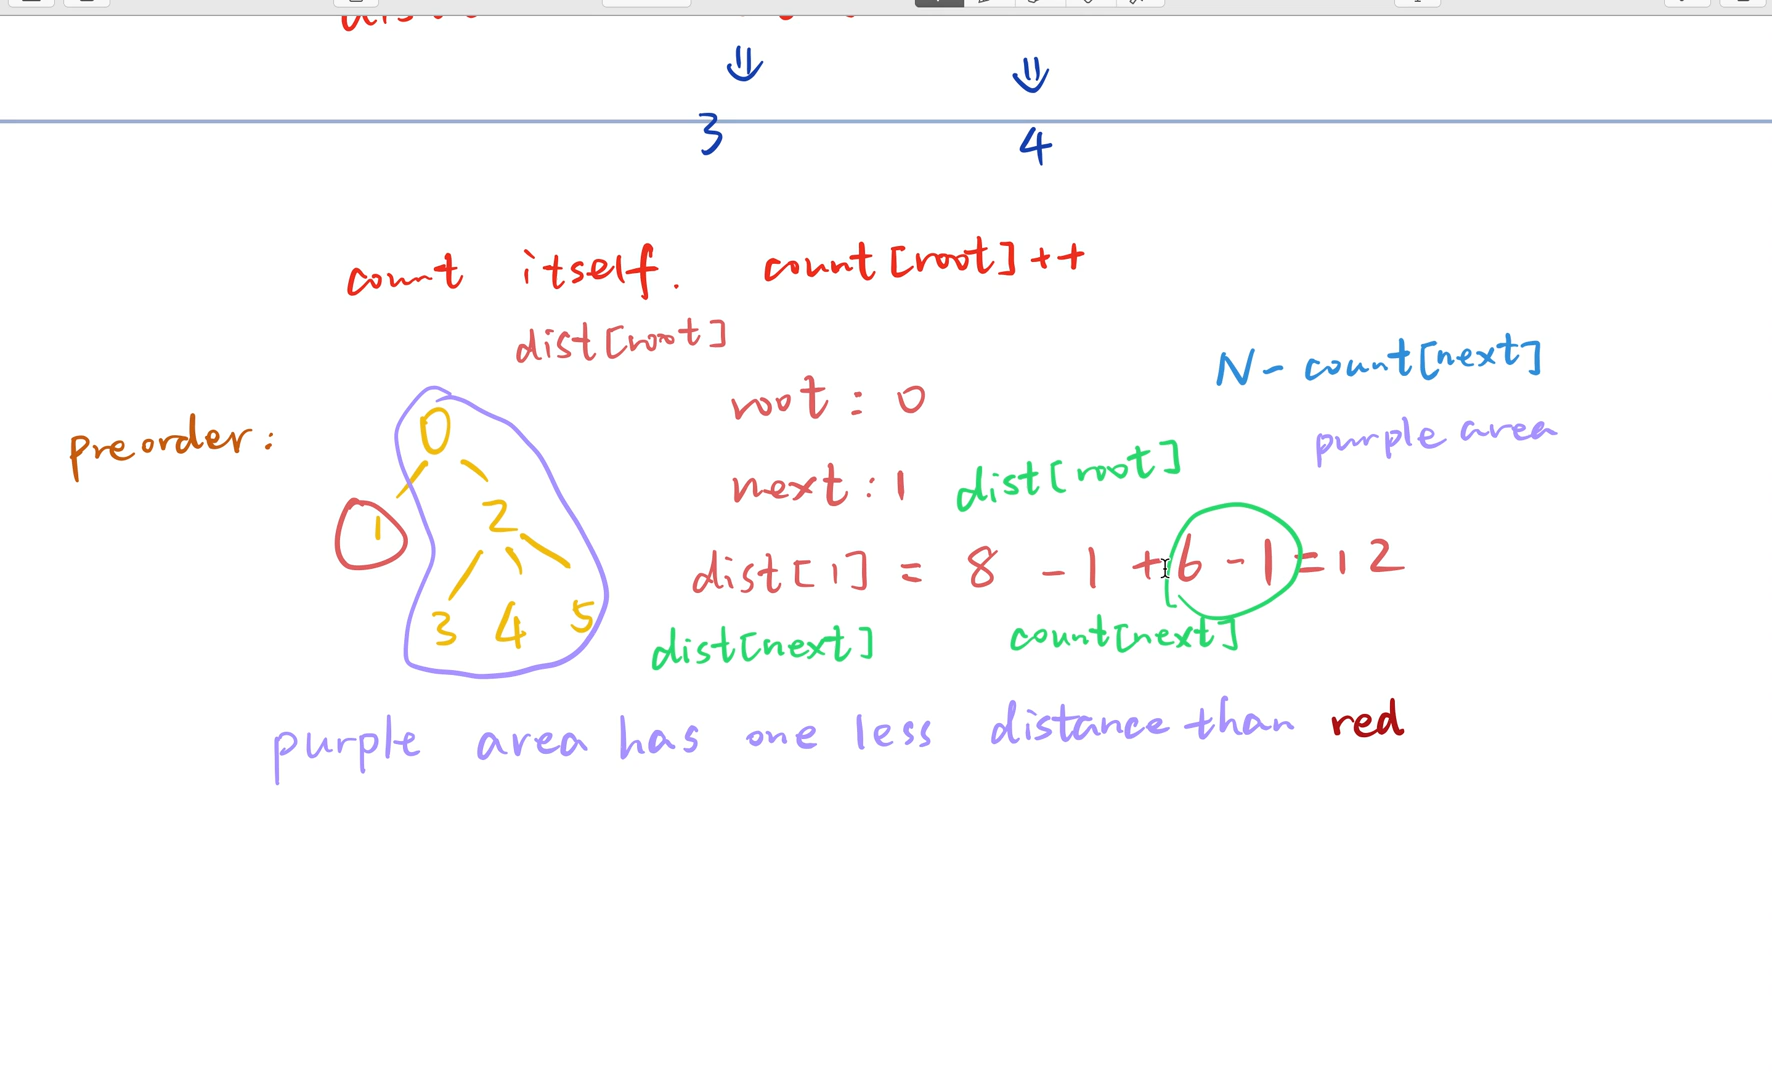 3 4
count itself. count[root]++
dist[root]
N - count[next]
root : 0
purple area
preorder :
0
next : 1 dist[root]
1 2
dist[1] = 8 - 1 + 6 - 1 = 12
3 4 5
dist[next] count[next]
purple area has one less distance than red